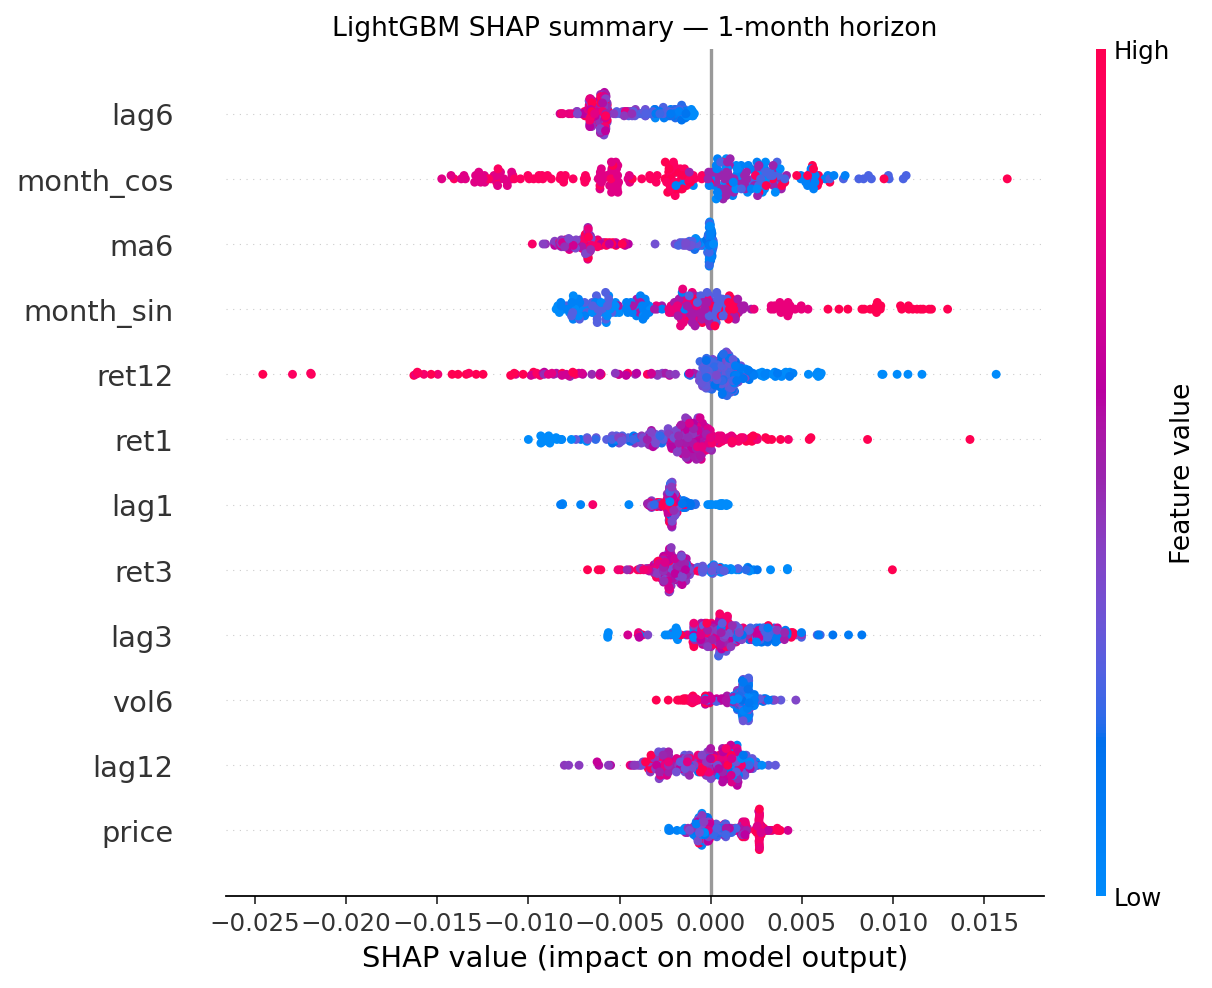 LightGBM SHAP summary — 1-month horizon
High
lag6
month_cos
ma6
month_sin
ret12
ret1
lag1
ret3
lag3
vol6
lag12
price
Feature value
Low
−0.025 −0.020 −0.015 −0.010 −0.005 0.000 0.005 0.010 0.015
SHAP value (impact on model output)